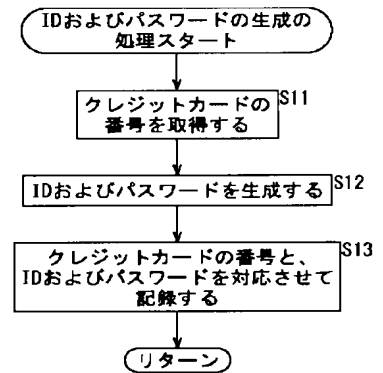 IDおよびパスワードの生成の
処理スタート
クレジットカードの
番号を取得する
S11
IDおよびパスワードを生成する
S12
クレジットカードの番号と、
IDおよびパスワードを対応させて
記録する
S13
リターン